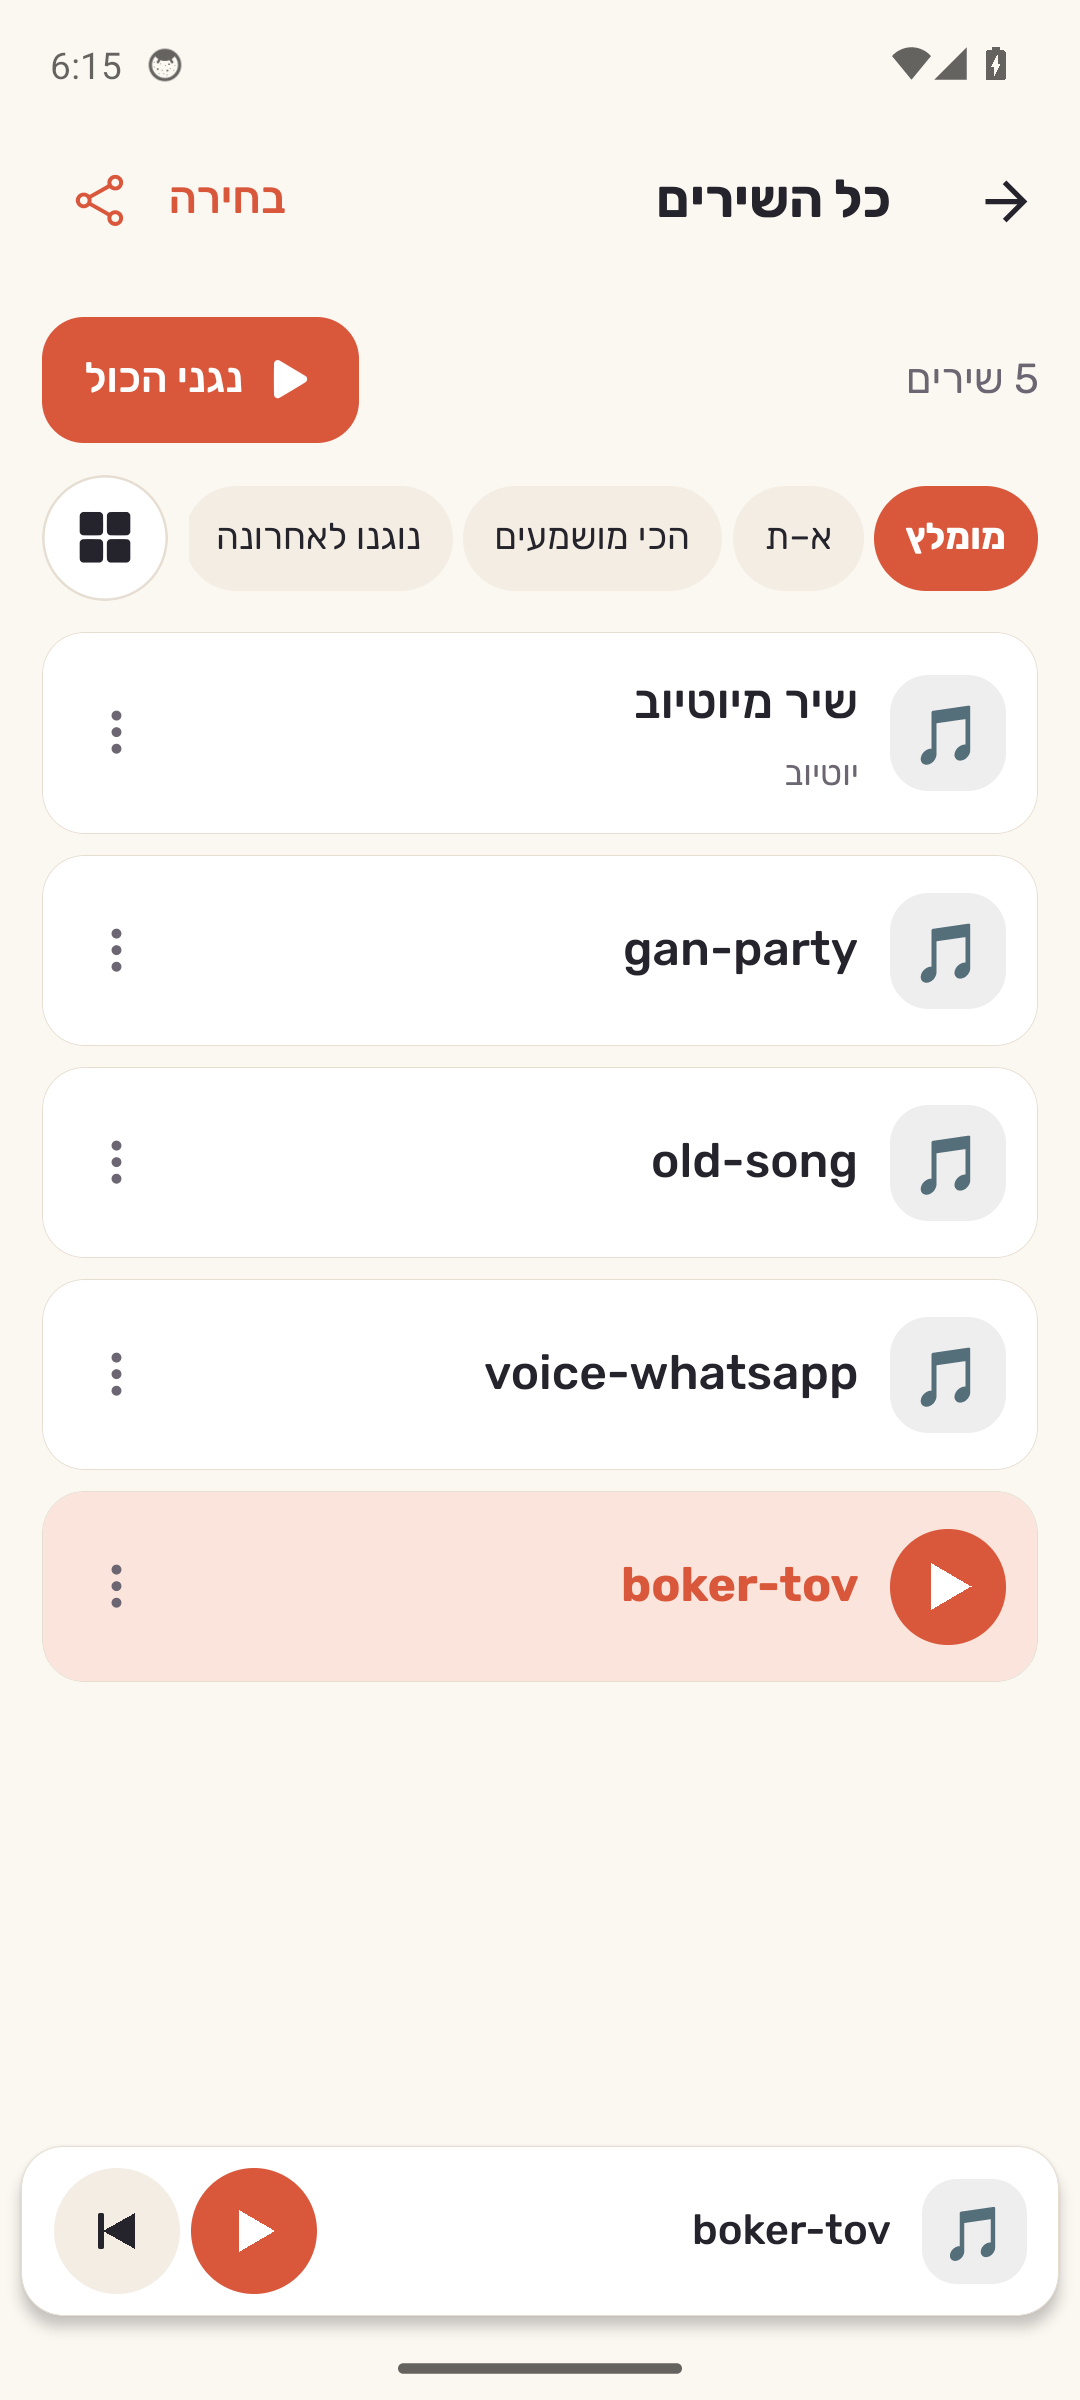 6:15
כל השירים
בחירה
5 שירים
נגני הכול
מומלץ
א-ת
הכי מושמעים
נוגנו לאחרונה
שיר מיוטיוב
יוטיוב
gan-party
old-song
voice-whatsapp
boker-tov
boker-tov